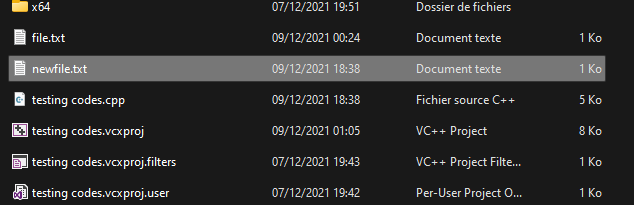 x64 07/12/2021 19:51 Dossier de fichiers
file.txt 09/12/2021 00:24 Document texte 1 Ko
newfile.txt 09/12/2021 18:38 Document texte 1 Ko
testing codes.cpp 09/12/2021 18:38 Fichier source C++ 5 Ko
testing codes.vcxproj 09/12/2021 01:05 VC++ Project 8 Ko
testing codes.vcxproj.filters 07/12/2021 19:43 VC++ Project Filte... 1 Ko
testing codes.vcxproj.user 07/12/2021 19:42 Per-User Project O... 1 Ko